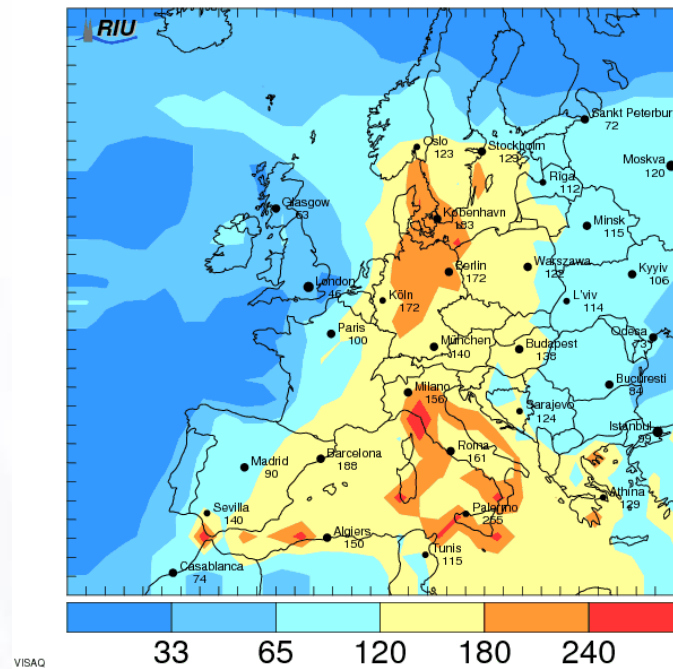 RIU
Sankt Peterbur
72
Oslo
123
Stockholm
123
Moskva
120
Rīga
112
Glasgow
63
København
183
Minsk
115
Berlin
172
Warszawa
122
Kyyiv
106
London
46
Köln
172
L'viv
114
Paris
100
München
140
Budapest
138
Odesa
73
Milano
156
Bucuresti
84
Sarajevo
124
Istanbul
99
Madrid
90
Barcelona
188
Roma
161
Athina
129
Sevilla
140
Palermo
255
Algiers
150
Tunis
115
Casablanca
74
33 65 120 180 240
VISAQ